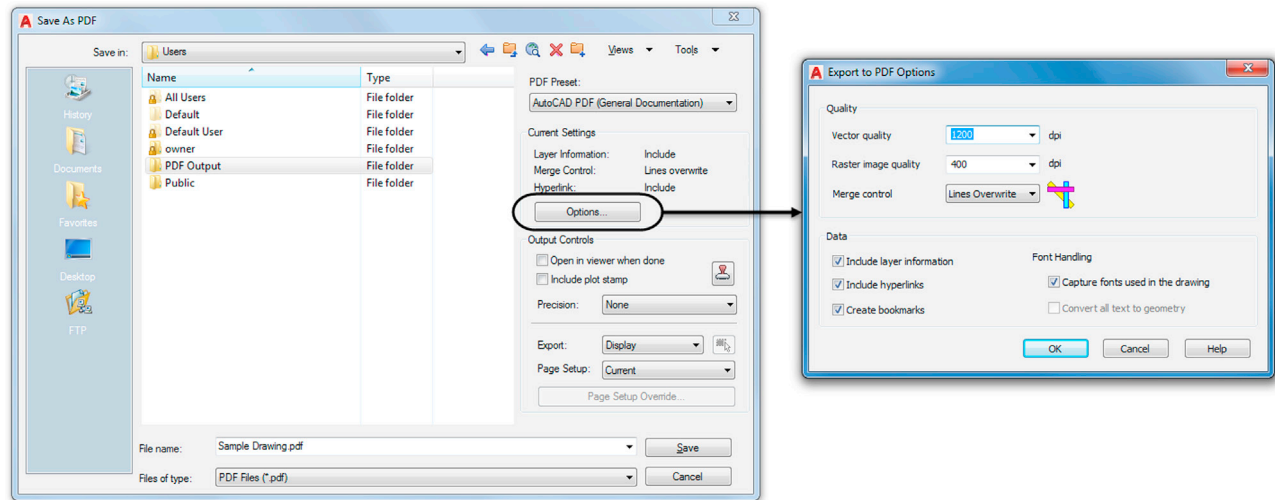 Save As PDF
Save in: Users Views Tools
Name Type
All Users File folder
Default File folder
Default User File folder
owner File folder
PDF Output File folder
Public File folder
History
Documents
Favorites
Desktop
FTP
PDF Preset:
AutoCAD PDF (General Documentation)
Current Settings
Layer Information: Include
Merge Control: Lines overwrite
Hyperlink: Include
Options...
Output Controls
Open in viewer when done
Include plot stamp
Precision: None
Export: Display
Page Setup: Current
Page Setup Override...
File name: Sample Drawing.pdf Save
Files of type: PDF Files (*.pdf) Cancel
Export to PDF Options
Quality
Vector quality 1200 dpi
Raster image quality 400 dpi
Merge control Lines Overwrite
Data
Include layer information
Include hyperlinks
Create bookmarks
Font Handling
Capture fonts used in the drawing
Convert all text to geometry
OK Cancel Help